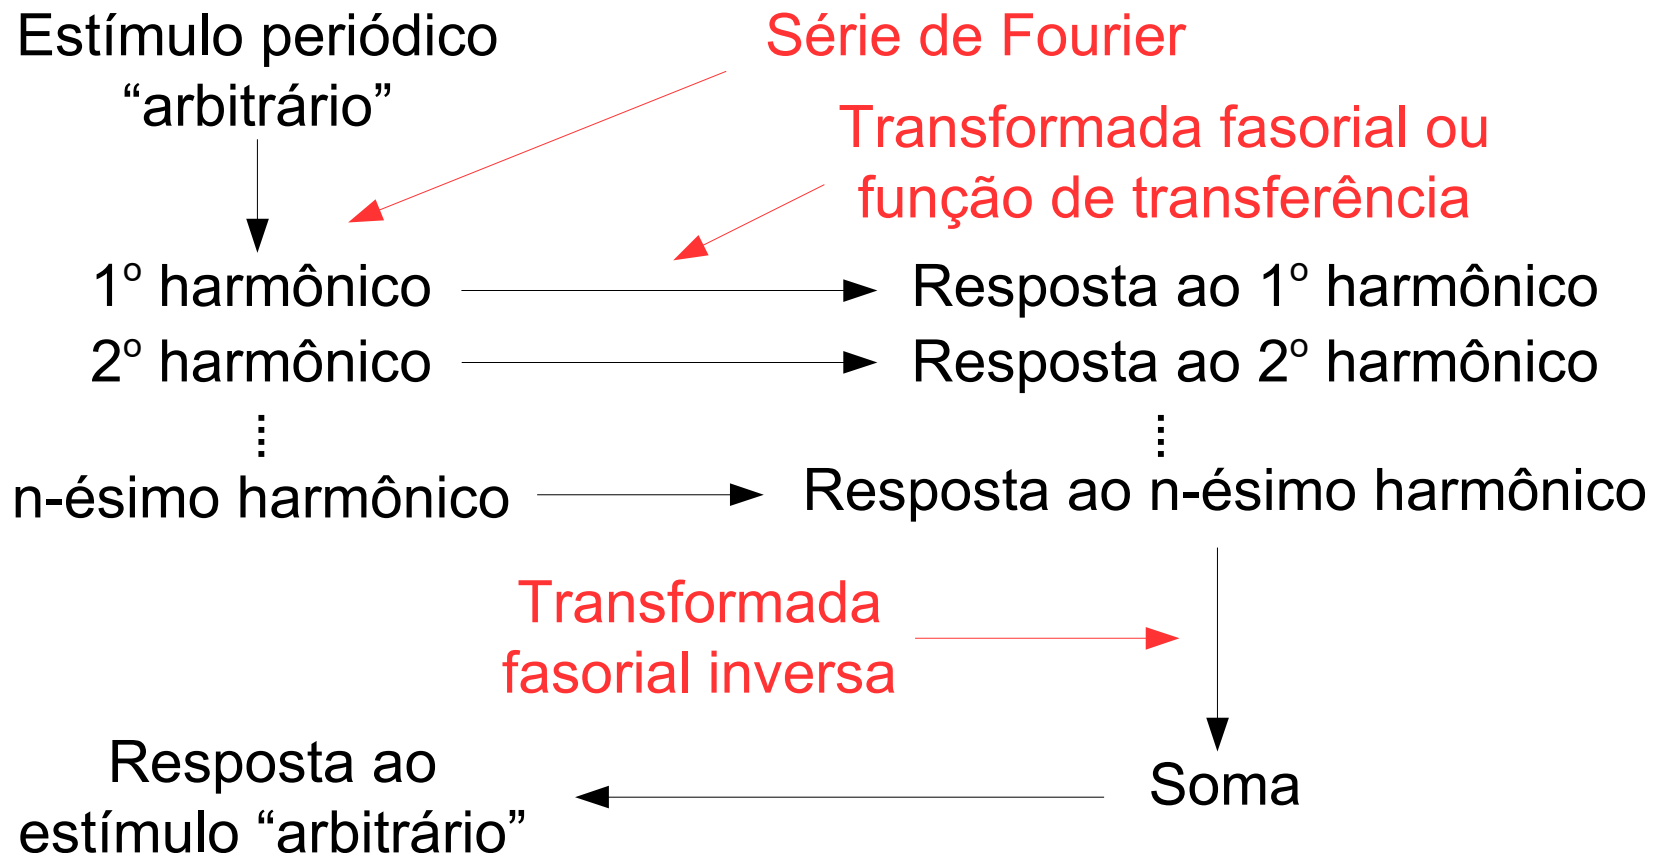 Estímulo periódico
“arbitrário”
Série de Fourier
Transformada fasorial ou
função de transferência
1º harmônico
Resposta ao 1º harmônico
2º harmônico
Resposta ao 2º harmônico
n-ésimo harmônico
Resposta ao n-ésimo harmônico
Transformada
fasorial inversa
Soma
Resposta ao
estímulo “arbitrário”